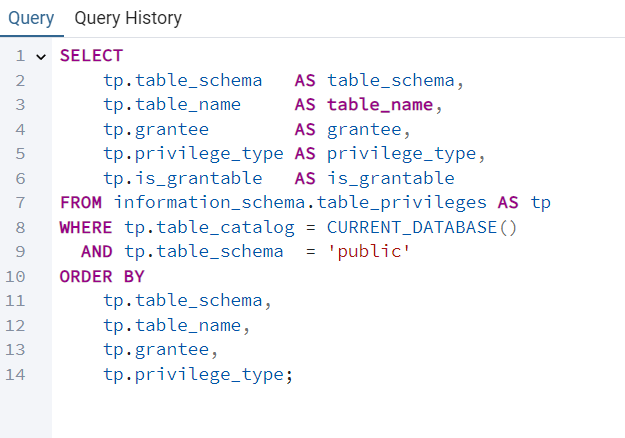 Query Query History
1 SELECT
2     tp.table_schema   AS table_schema,
3     tp.table_name     AS table_name,
4     tp.grantee        AS grantee,
5     tp.privilege_type AS privilege_type,
6     tp.is_grantable   AS is_grantable
7 FROM information_schema.table_privileges AS tp
8 WHERE tp.table_catalog = CURRENT_DATABASE()
9   AND tp.table_schema  = 'public'
10 ORDER BY
11     tp.table_schema,
12     tp.table_name,
13     tp.grantee,
14     tp.privilege_type;